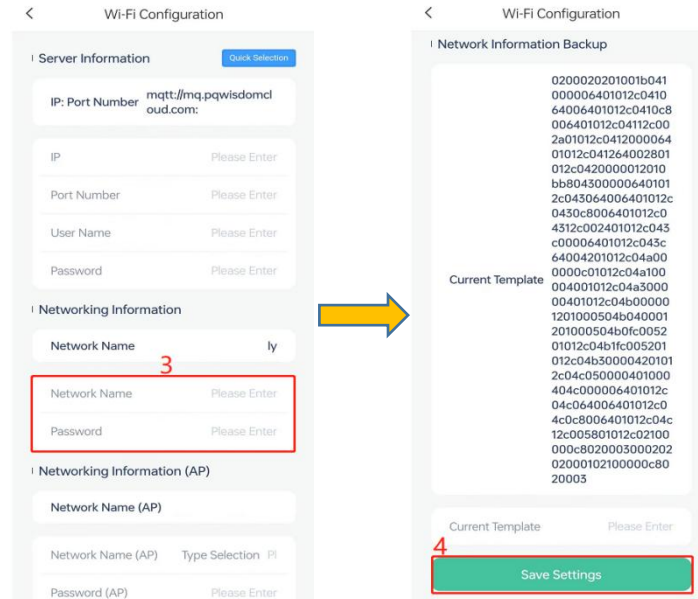 Wi-Fi Configuration
Server Information
Quick Selection
IP: Port Number
mqtt://mq.pqwisdomcl
oud.com:
IP Please Enter
Port Number Please Enter
User Name Please Enter
Password Please Enter
Networking Information
Network Name ly
3
Network Name Please Enter
Password Please Enter
Networking Information (AP)
Network Name (AP)
Network Name (AP) Type Selection Pl
Password (AP) Please Enter
Wi-Fi Configuration
Network Information Backup
Current Template
0200020201001b041
000006401012c0410
64006401012c0410c8
006401012c04112c00
2a01012c0412000064
01012c041264002801
012c0420000012010
bb804300000640101
2c043064006401012c
0430c8006401012c0
4312c002401012c043
c00006401012c043c
64004201012c04a00
0000c01012c04a100
004001012c04a3000
00401012c04b00000
1201000504b040001
201000504b0fc0052
01012c04b1fc005201
012c04b30000420101
2c04c050000401000
404c000006401012c
04c064006401012c0
4c0c8006401012c04c
12c005801012c02100
000c8020003000202
02000102100000c80
20003
Current Template Please Enter
4
Save Settings